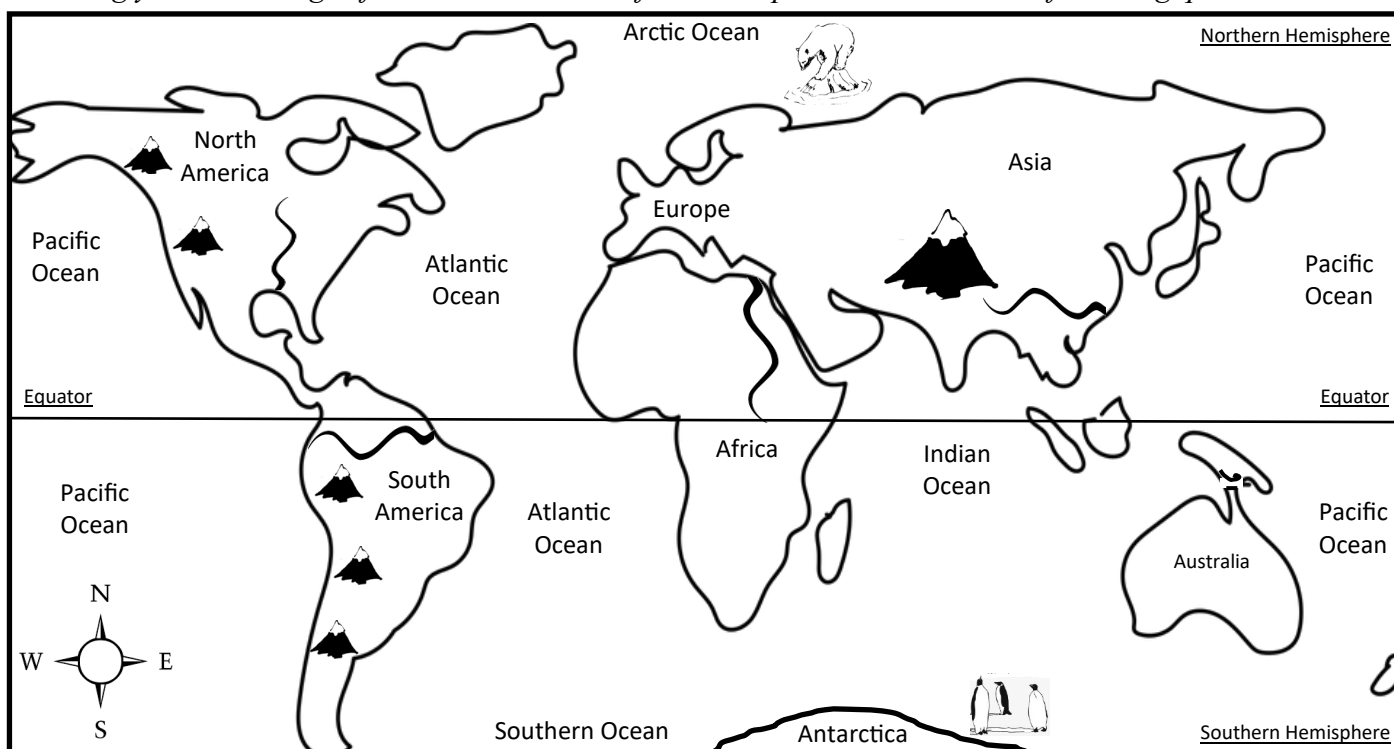 Arctic Ocean
Northern Hemisphere
North
America
Asia
Europe
Pacific
Ocean
Atlantic
Ocean
Pacific
Ocean
Equator
Equator
Africa
Indian
Ocean
South
America
Pacific
Ocean
Atlantic
Ocean
Pacific
Ocean
Australia
N
W
E
S
Southern Ocean
Antarctica
Southern Hemisphere